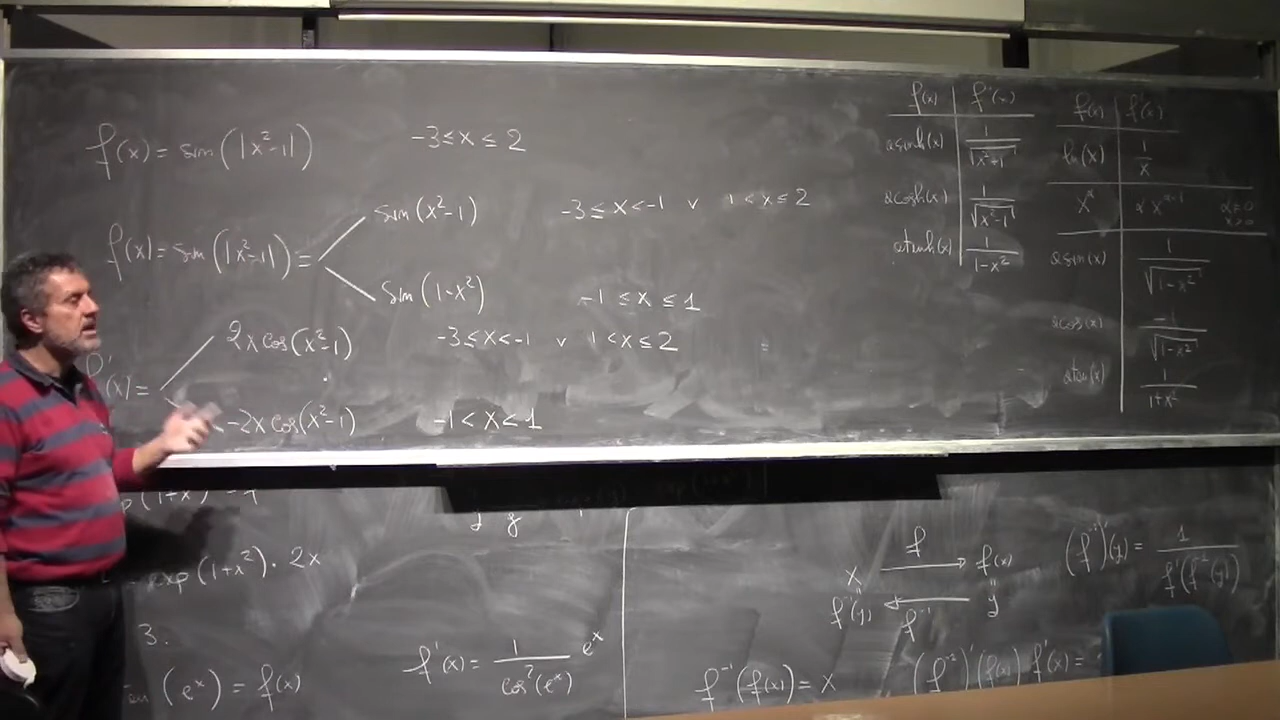 f(x) = sin(|x²-1|)    -3≤x≤2
f(x) = sin(|x²-1|) =
sin(x²-1)    -3≤x<-1 ∨ 1<x≤2
sin(1-x²)    -1≤x≤1
f'(x) =
2x cos(x²-1)    -3≤x<-1 ∨ 1<x≤2
-2x cos(x²-1)    -1<x<1
f(x) | f'(x)
asinh(x) | 1/√(x²+1)
acosh(x) | 1/√(x²-1)
atanh(x) | 1/(1-x²)
f(x) | f'(x)
ln(x) | 1/x
x^α | αx^(α-1)    α≠0 x>0
asin(x) | 1/√(1-x²)
acos(x) | -1/√(1-x²)
atan(x) | 1/(1+x²)
exp(1+x²) · 2x
3.
(e^x) = f(x)
f'(x) = 1/cos²(e^x) e^x
f
x → f(x)
f⁻¹(y) ← y
f⁻¹
(f⁻¹)'(y) = 1/f'(f⁻¹(y))
f⁻¹(f(x)) = x
(f⁻¹)'(f(x)) f'(x) =